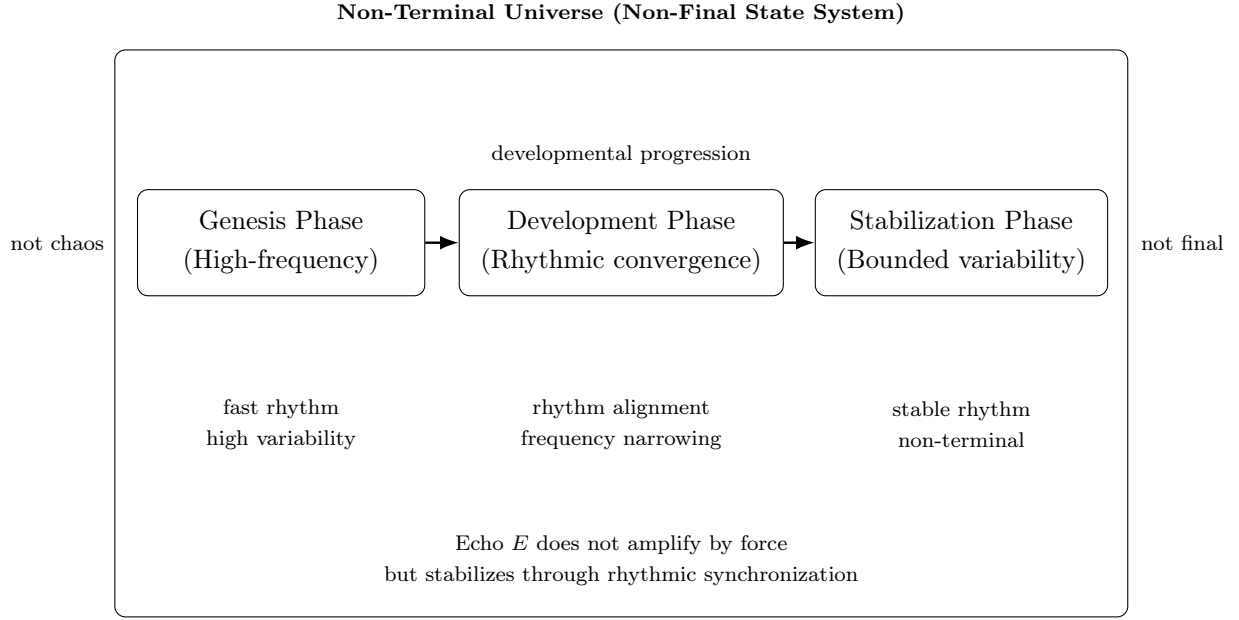 Non-Terminal Universe (Non-Final State System)
developmental progression
not chaos
Genesis Phase
(High-frequency)
Development Phase
(Rhythmic convergence)
Stabilization Phase
(Bounded variability)
not final
fast rhythm
high variability
rhythm alignment
frequency narrowing
stable rhythm
non-terminal
Echo E does not amplify by force
but stabilizes through rhythmic synchronization